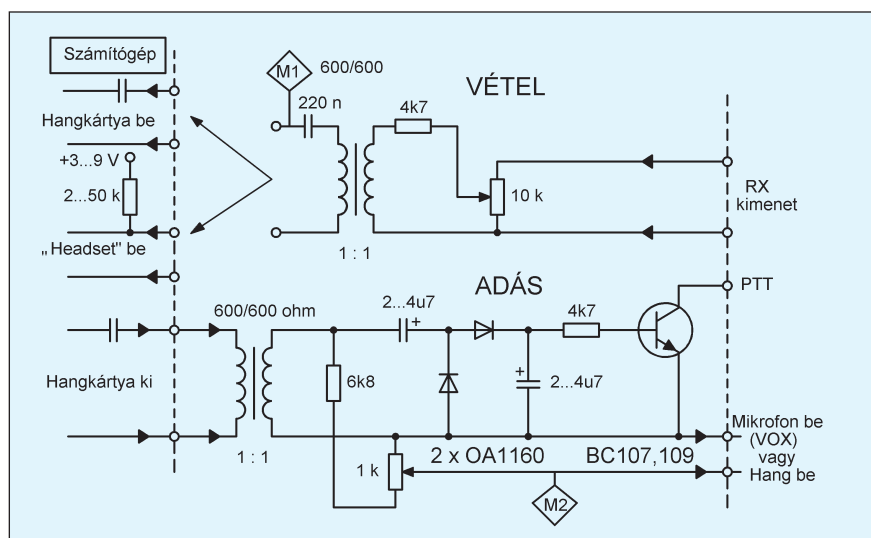 Számítógép
Hangkártya be
+3...9 V
2...50 k
„Headset" be
M1
600/600
220 n
1 : 1
VÉTEL
4k7
10 k
RX
kimenet
ADÁS
PTT
600/600 ohm
2...4u7
+
4k7
Hangkártya ki
6k8
+
2...4u7
1 : 1
1 k
2 x OA1160
BC107,109
M2
Mikrofon be
(VOX)
vagy
Hang be